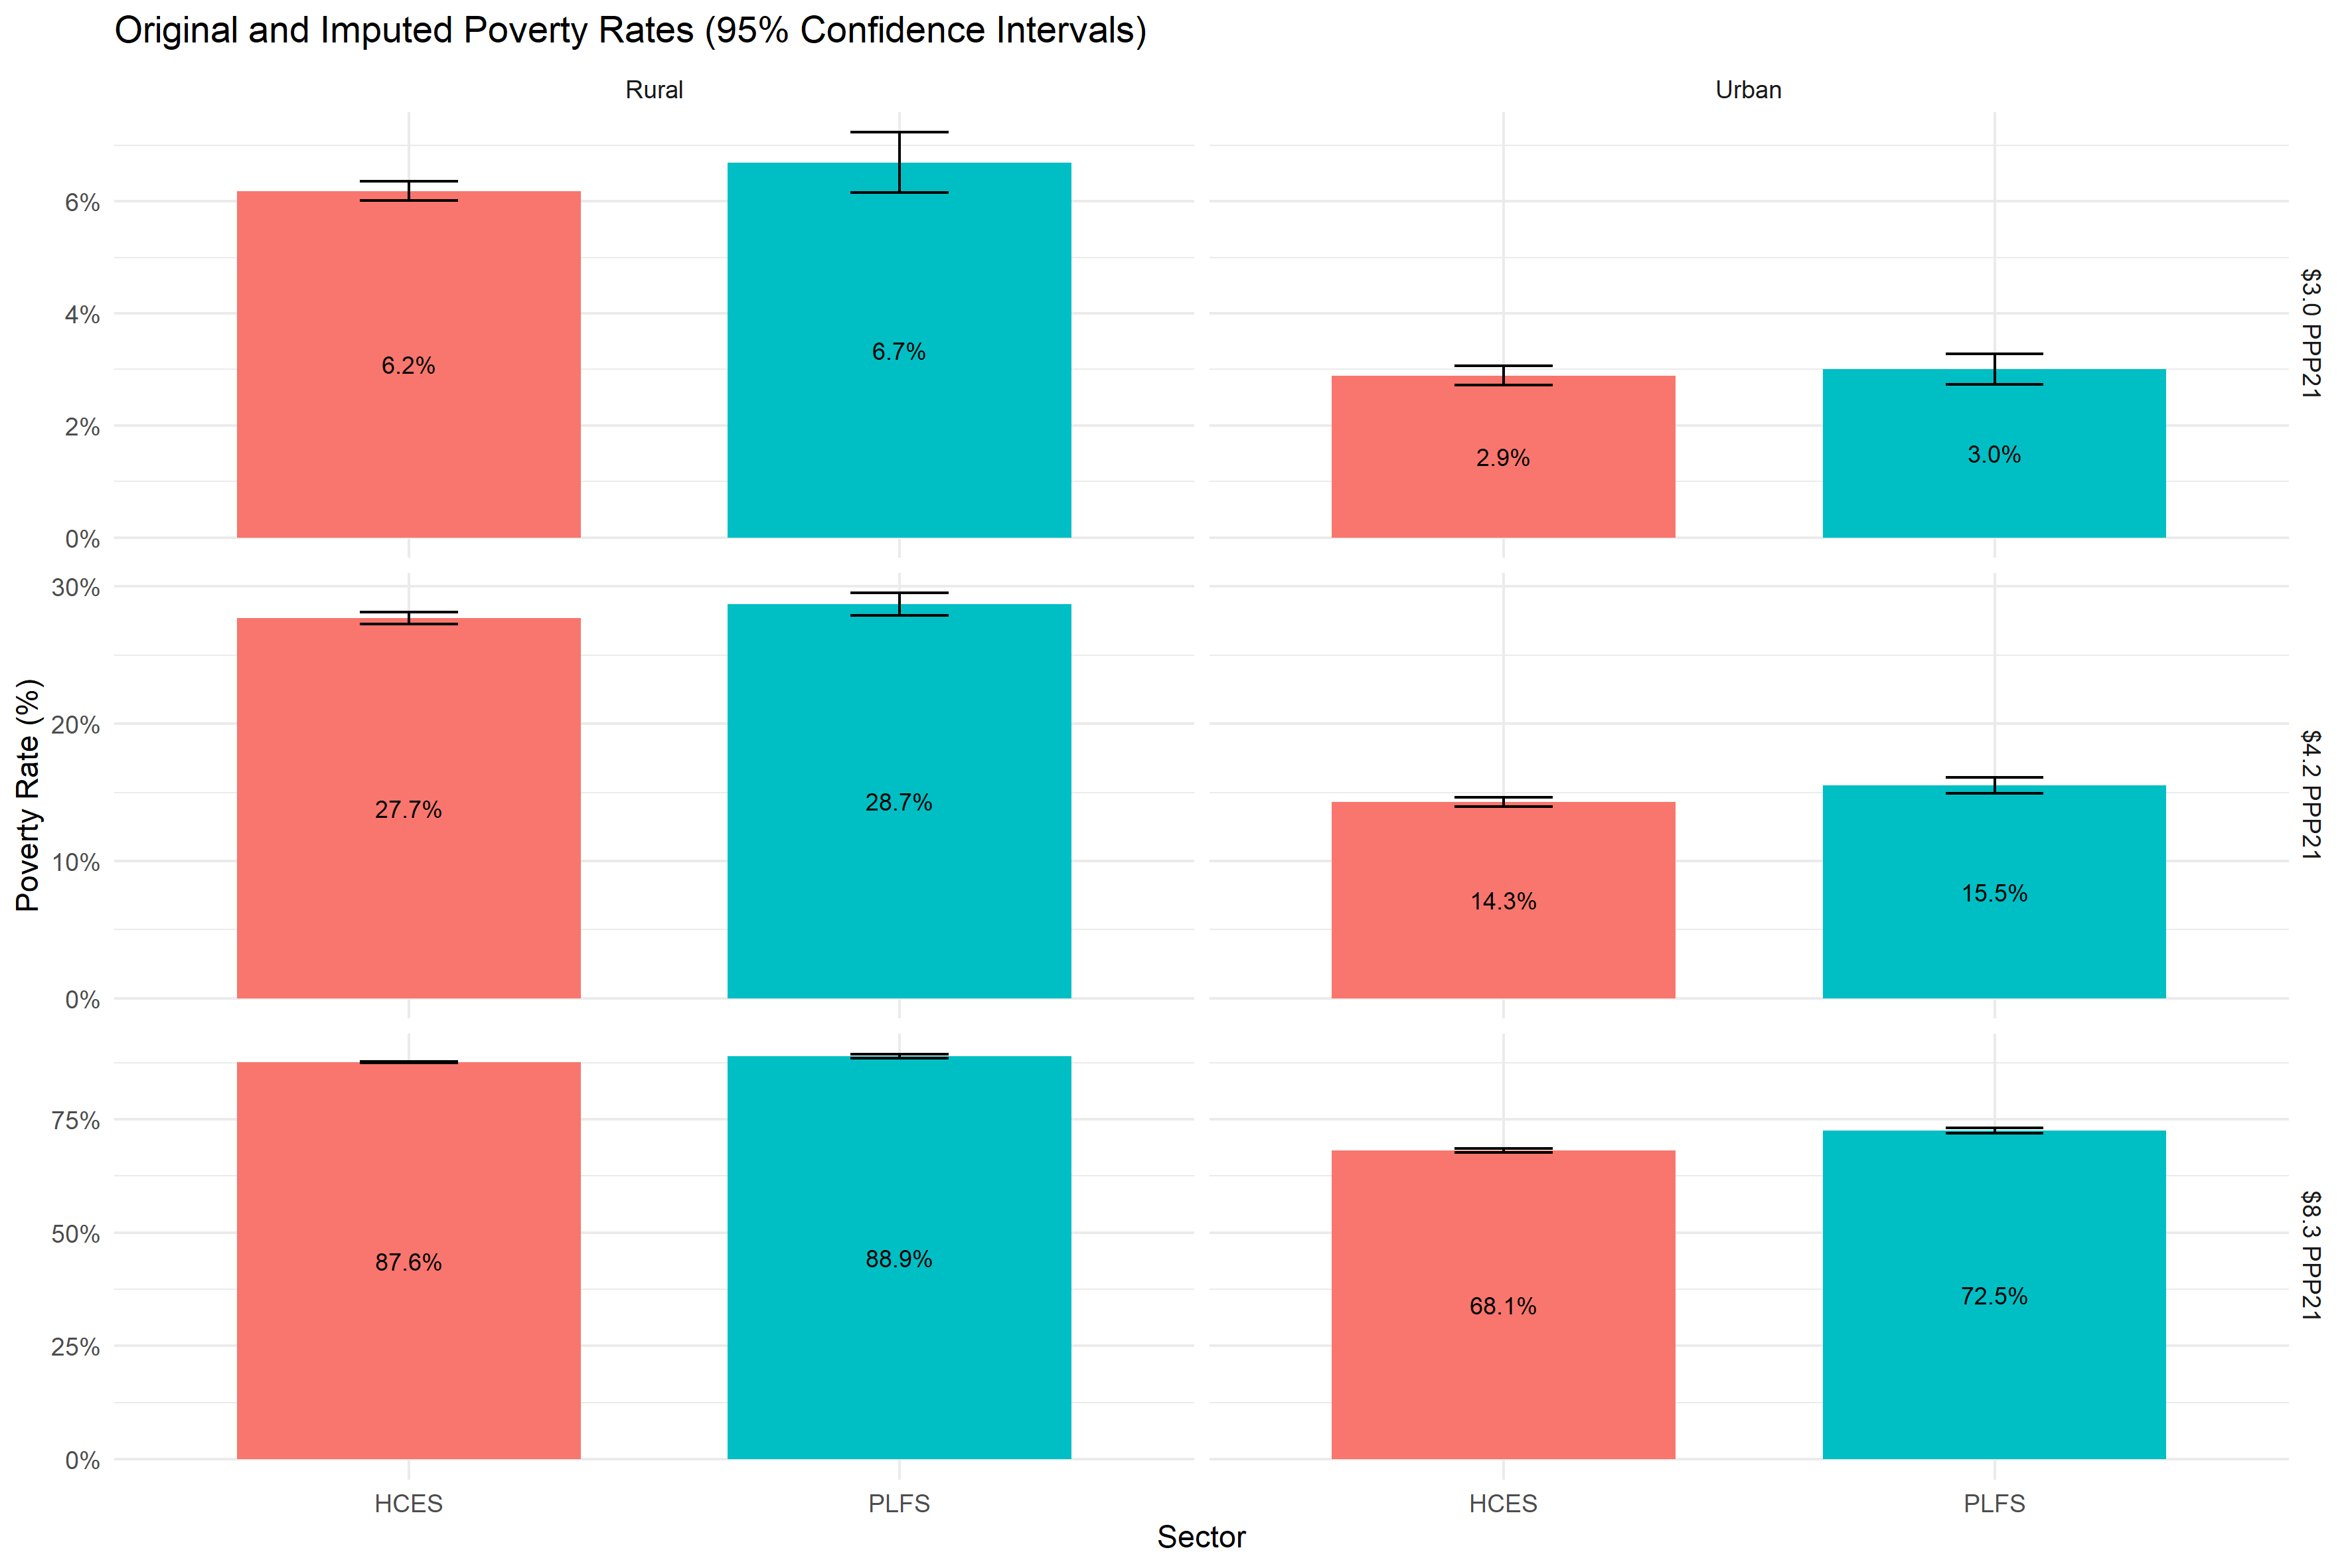 Original and Imputed Poverty Rates (95% Confidence Intervals)
Rural
Urban
6%
4%
2%
0%
6.2%
6.7%
2.9%
3.0%
$3.0 PPP21
30%
20%
10%
0%
27.7%
28.7%
14.3%
15.5%
$4.2 PPP21
Poverty Rate (%)
75%
50%
25%
0%
87.6%
88.9%
68.1%
72.5%
$8.3 PPP21
HCES
PLFS
HCES
PLFS
Sector